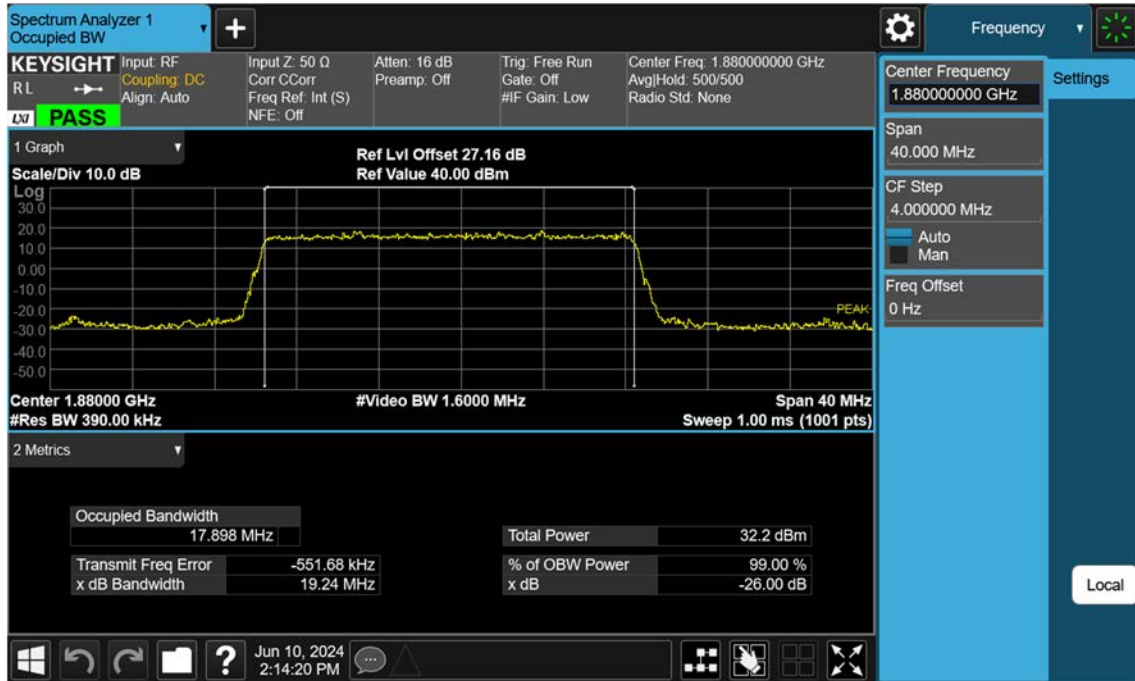 Spectrum Analyzer 1
Occupied BW
+
Frequency
KEYSIGHT
RL
LXI
PASS
Input: RF
Coupling: DC
Align: Auto
Input Z: 50 Ω
Corr CCorr
Freq Ref: Int (S)
NFE: Off
Atten: 16 dB
Preamp: Off
Trig: Free Run
Gate: Off
#IF Gain: Low
Center Freq: 1.880000000 GHz
Avg|Hold: 500/500
Radio Std: None
Center Frequency
1.880000000 GHz
Settings
Span
40.000 MHz
CF Step
4.000000 MHz
Auto
Man
Freq Offset
0 Hz
Local
1 Graph
Scale/Div 10.0 dB
Ref Lvl Offset 27.16 dB
Ref Value 40.00 dBm
Log
30.0
20.0
10.0
0.00
-10.0
-20.0
-30.0
-40.0
-50.0
PEAK
Center 1.88000 GHz
#Video BW 1.6000 MHz
Span 40 MHz
#Res BW 390.00 kHz
Sweep 1.00 ms (1001 pts)
2 Metrics
Occupied Bandwidth
17.898 MHz
Total Power 32.2 dBm
Transmit Freq Error -551.68 kHz
% of OBW Power 99.00 %
x dB Bandwidth 19.24 MHz
x dB -26.00 dB
?
Jun 10, 2024
2:14:20 PM